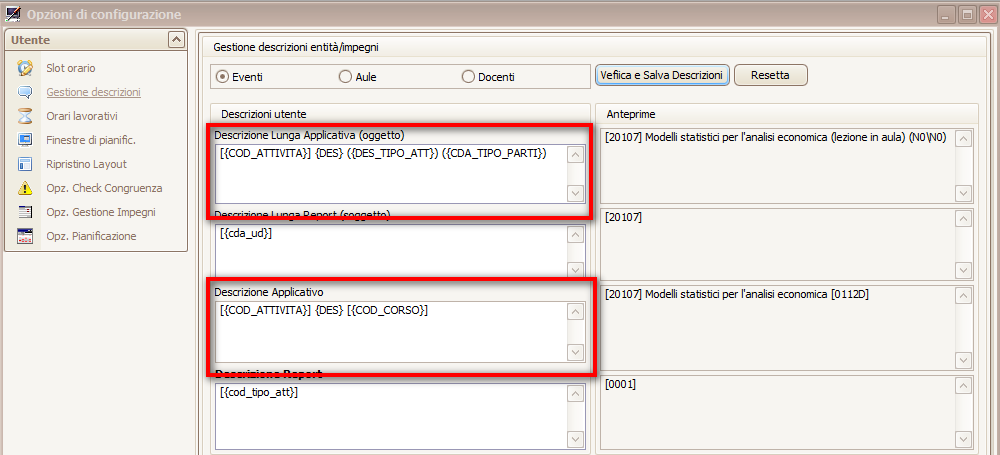 Opzioni di configurazione
Utente
Slot orario
Gestione descrizioni
Orari lavorativi
Finestre di pianific.
Ripristino Layout
Opz. Check Congruenza
Opz. Gestione Impegni
Opz. Pianificazione
Gestione descrizioni entità/impegni
Eventi
Aule
Docenti
Vefiica e Salva Descrizioni
Resetta
Descrizioni utente
Descrizione Lunga Applicativa (oggetto)
[{COD_ATTIVITA}] {DES} ({DES_TIPO_ATT}) ({CDA_TIPO_PARTI})
Descrizione Lunga Report (soggetto)
[{cda_ud}]
Descrizione Applicativo
[{COD_ATTIVITA}] {DES} [{COD_CORSO}]
Descrizione Report
[{cod_tipo_att}]
Anteprime
[20107] Modelli statistici per l'analisi economica (lezione in aula) (N0\N0)
[20107]
[20107] Modelli statistici per l'analisi economica [0112D]
[0001]